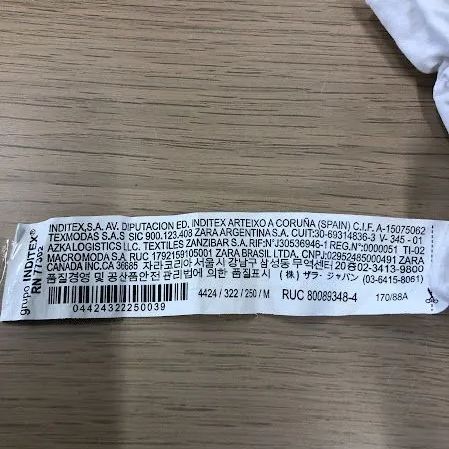 grupo INDITEX®
RN 77302
INDITEX,S.A. AV. DIPUTACION ED. INDITEX ARTEIXO A CORUÑA (SPAIN) C.I.F. A-15075062
TEXMODAS S.A.S SIC 900.123.408 ZARA ARGENTINA S.A. CUIT:30-69314836-3 V- 345 - 01
AZKALOGISTICS LLC. TEXTILES ZANZIBAR S.A. RIF:NºJ30536946-1 REG.Nº:0000051 TI-02
MACROMODA S.A. RUC 1792159105001 ZARA BRASIL LTDA, CNPJ:02952485000491 ZARA
CANADA INC,CA 36685 자라코리아 서울시 강남구 삼성동 무역센터 20층 02-3413-9800
품질경영 및 공산품안전 관리법에 의한 품질표시 (株) ザラ・ジャパン (03-6415-8061)
04424322250039 4424 / 322 / 250 / M RUC 80089348-4 170/88A